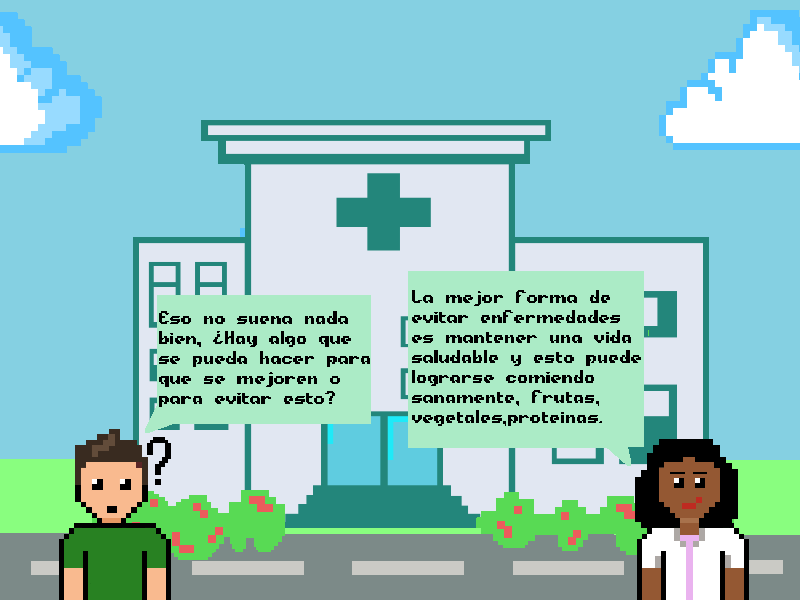 Eso no suena nada
bien, ¿Hay algo que
se pueda hacer para
que se mejoren o
para evitar esto?
La mejor forma de
evitar enfermedades
es mantener una vida
saludable y esto puede
lograrse comiendo
sanamente, frutas,
vegetales,proteinas.
?